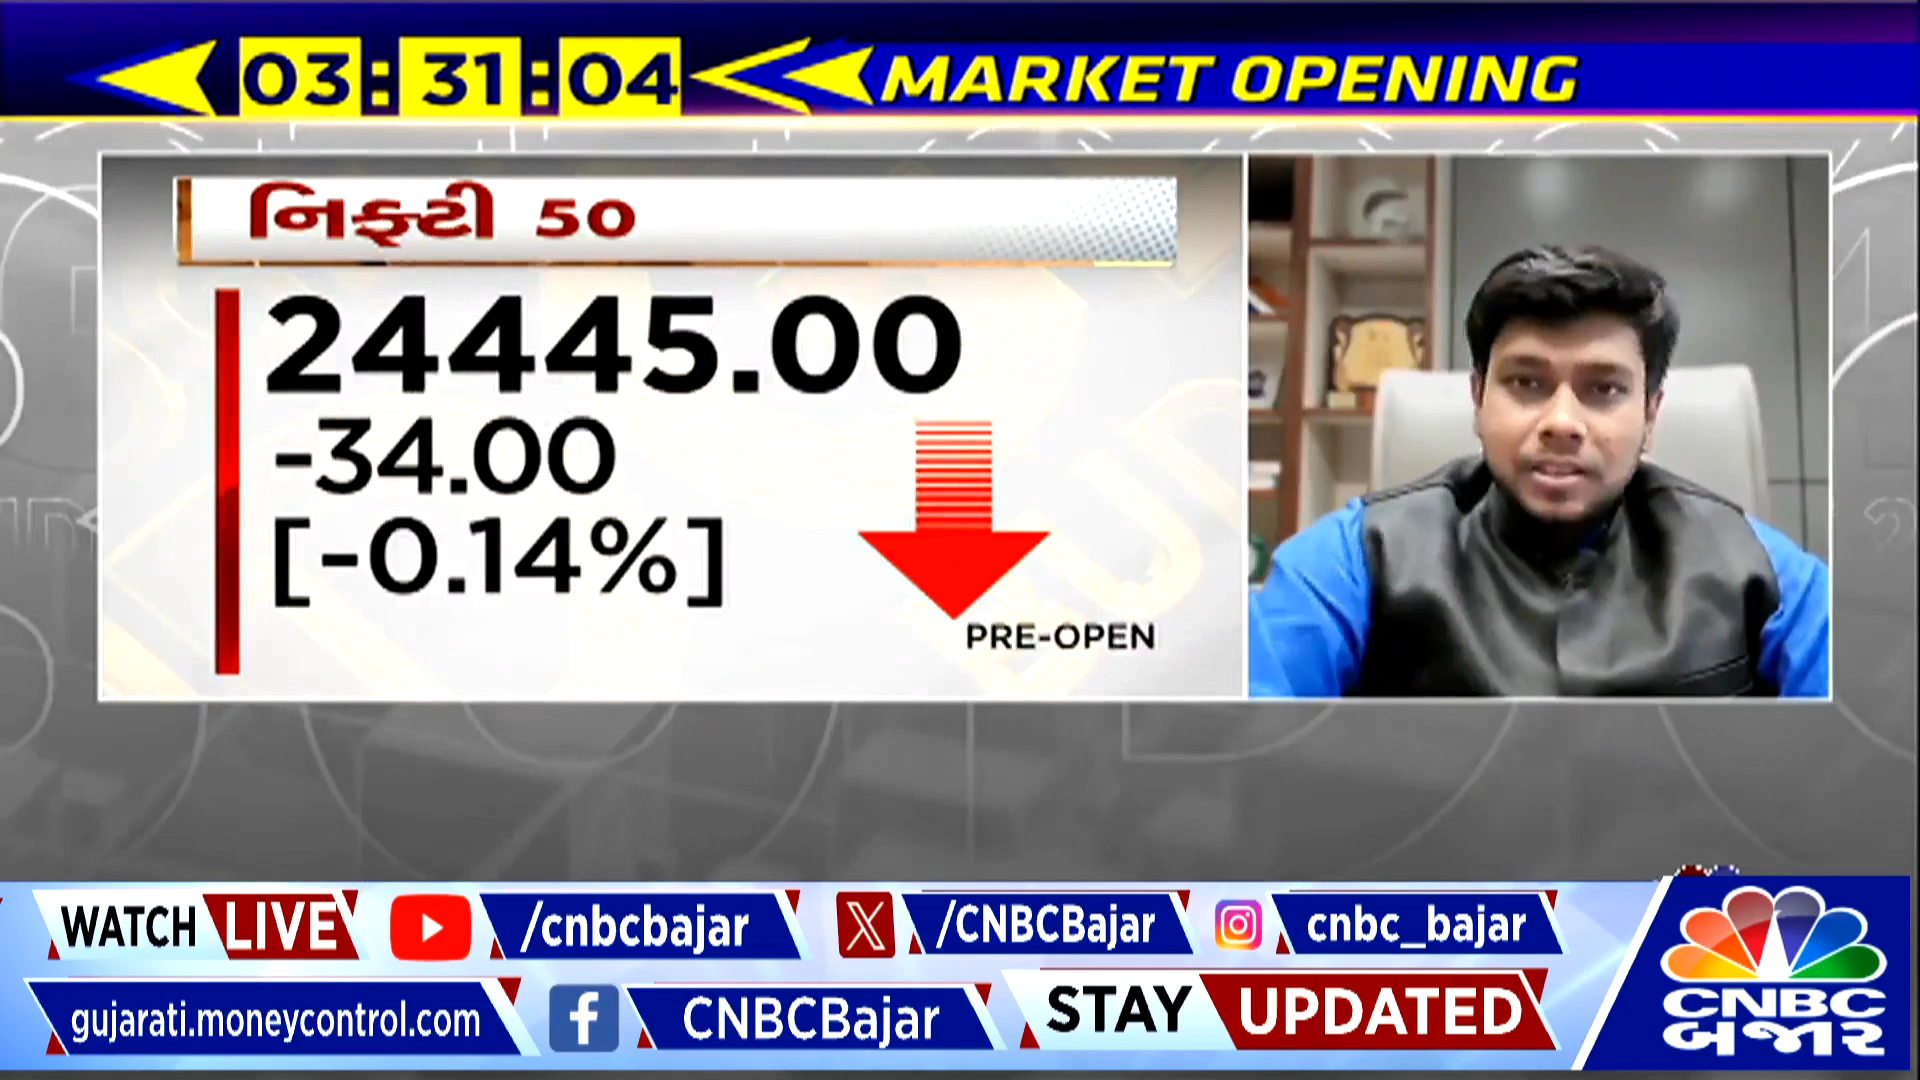 03:31:04 MARKET OPENING
નિફ્ટી 50
24445.00
-34.00
[-0.14%]
PRE-OPEN
WATCH LIVE /cnbcbajar /CNBCBajar cnbc_bajar
gujarati.moneycontrol.com CNBCBajar STAY UPDATED
CNBC
બજાર